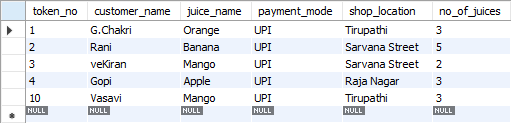 token_no customer_name juice_name payment_mode shop_location no_of_juices
1 G.Chakri Orange UPI Tirupathi 3
2 Rani Banana UPI Sarvana Street 5
3 veKiran Mango UPI Sarvana Street 2
4 Gopi Apple UPI Raja Nagar 3
10 Vasavi Mango UPI Tirupathi 3
NULL NULL NULL NULL NULL NULL